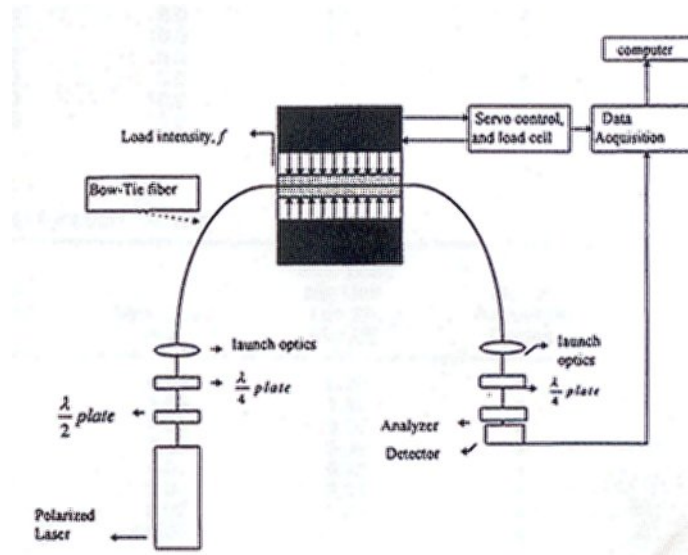 computer
Load intensity, f
Servo control,
and load cell
Data
Acquisition
Bow-Tie fiber
launch optics
launch
optics
λ/4 plate
λ/4 plate
λ/2 plate
Analyzer
Detector
Polarized
Laser